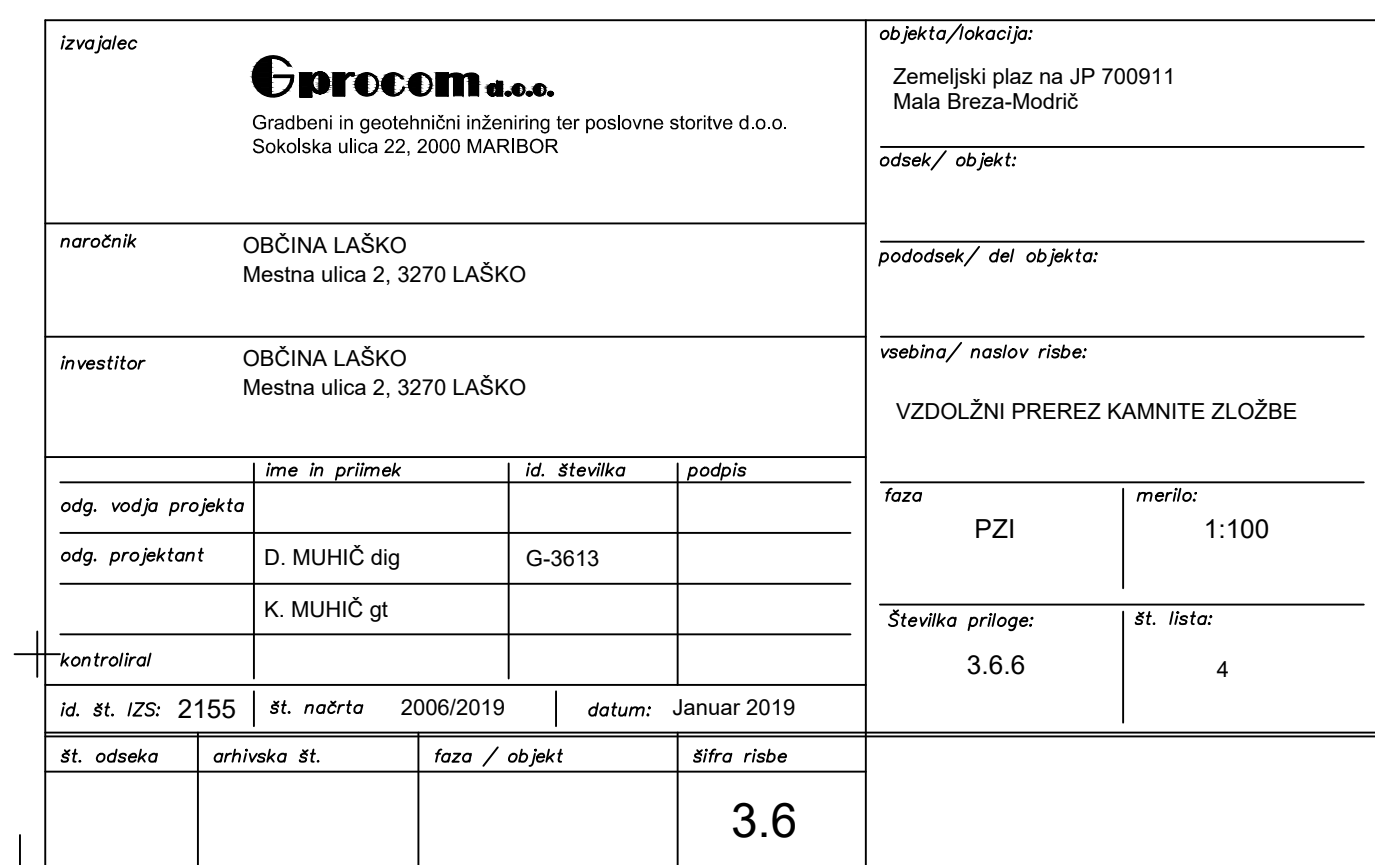 izvajalec
Gprocom d.o.o.
Gradbeni in geotehnični inženiring ter poslovne storitve d.o.o.
Sokolska ulica 22, 2000 MARIBOR
naročnik
OBČINA LAŠKO
Mestna ulica 2, 3270 LAŠKO
investitor
OBČINA LAŠKO
Mestna ulica 2, 3270 LAŠKO
ime in priimek id. številka podpis
odg. vodja projekta
odg. projektant D. MUHIČ dig G-3613
K. MUHIČ gt
kontroliral
id. št. IZS: 2155 št. načrta 2006/2019 datum: Januar 2019
št. odseka arhivska št. faza / objekt šifra risbe
3.6
objekta/lokacija:
Zemeljski plaz na JP 700911
Mala Breza-Modrič
odsek/ objekt:
pododsek/ del objekta:
vsebina/ naslov risbe:
VZDOLŽNI PREREZ KAMNITE ZLOŽBE
faza merilo:
PZI 1:100
Številka priloge: št. lista:
3.6.6 4